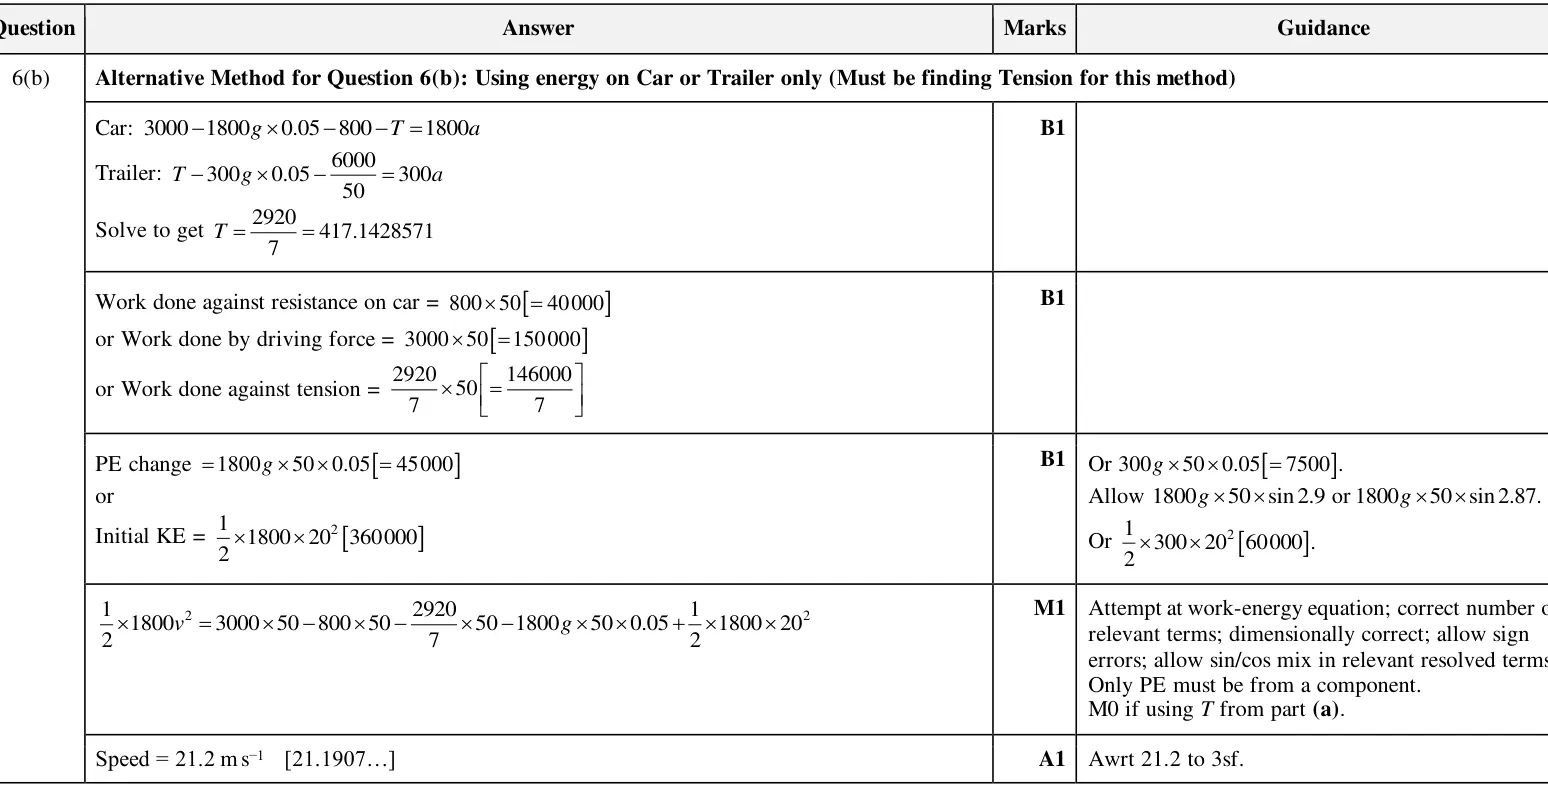 Question Answer Marks Guidance
6(b) Alternative Method for Question 6(b): Using energy on Car or Trailer only (Must be finding Tension for this method)
Car: 3000 − 1800g × 0.05 − 800 − T = 1800a B1
Trailer: T − 300g × 0.05 − 6000/50 = 300a
Solve to get T = 2920/7 = 417.1428571
Work done against resistance on car = 800 × 50 [= 40000] B1
or Work done by driving force = 3000 × 50 [= 150000]
or Work done against tension = 2920/7 × 50 [= 146000/7]
PE change = 1800g × 50 × 0.05 [= 45000] B1
or
Initial KE = 1/2 × 1800 × 20² [360000]
Or 300g × 50 × 0.05 [= 7500].
Allow 1800g × 50 × sin 2.9 or 1800g × 50 × sin 2.87.
Or 1/2 × 300 × 20² [60000].
1/2 × 1800v² = 3000 × 50 − 800 × 50 − 2920/7 × 50 − 1800g × 50 × 0.05 + 1/2 × 1800 × 20² M1
Attempt at work-energy equation; correct number o
relevant terms; dimensionally correct; allow sign
errors; allow sin/cos mix in relevant resolved terms
Only PE must be from a component.
M0 if using T from part (a).
Speed = 21.2 m s⁻¹ [21.1907…] A1 Awrt 21.2 to 3sf.